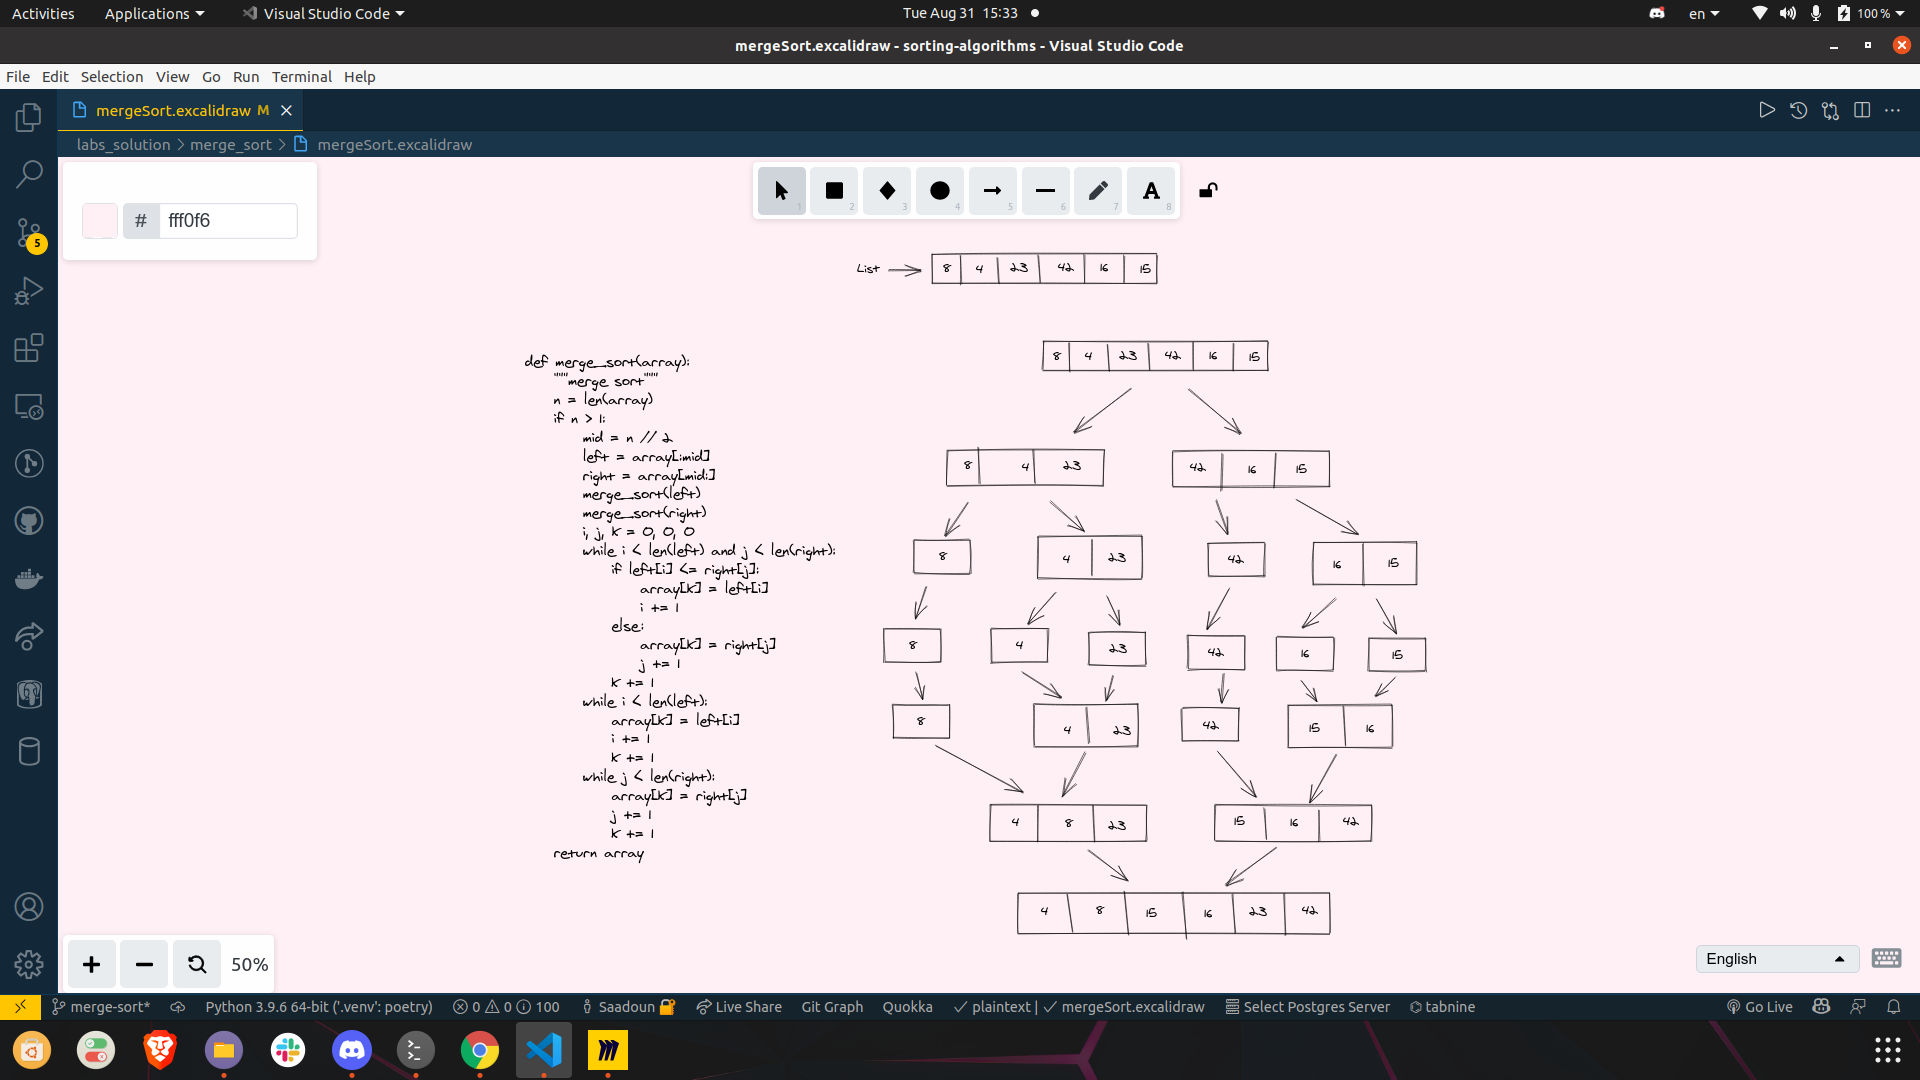 Activities Applications Visual Studio Code Tue Aug 31 15:33 en 100 %
mergeSort.excalidraw - sorting-algorithms - Visual Studio Code
File Edit Selection View Go Run Terminal Help
mergeSort.excalidraw M
labs_solution > merge_sort > mergeSort.excalidraw
# fff0f6
1 2 3 4 5 6 7 A 8
5
List 8 4 23 42 16 15
def merge_sort(array):
"""merge sort"""
n = len(array)
if n > 1:
mid = n // 2
left = array[:mid]
right = array[mid:]
merge_sort(left)
merge_sort(right)
i, j, k = 0, 0, 0
while i < len(left) and j < len(right):
if left[i] <= right[j]:
array[k] = left[i]
i += 1
else:
array[k] = right[j]
j += 1
k += 1
while i < len(left):
array[k] = left[i]
i += 1
k += 1
while j < len(right):
array[k] = right[j]
j += 1
k += 1
return array
8 4 23 42 16 15
8 4 23 42 16 15
8 4 23 42 16 15
8 4 23 42 16 15
8 4 23 42 15 16
4 8 23 15 16 42
4 8 15 16 23 42
50%
English
merge-sort* Python 3.9.6 64-bit ('.venv': poetry) 0 0 100 Saadoun Live Share Git Graph Quokka plaintext | mergeSort.excalidraw Select Postgres Server tabnine Go Live